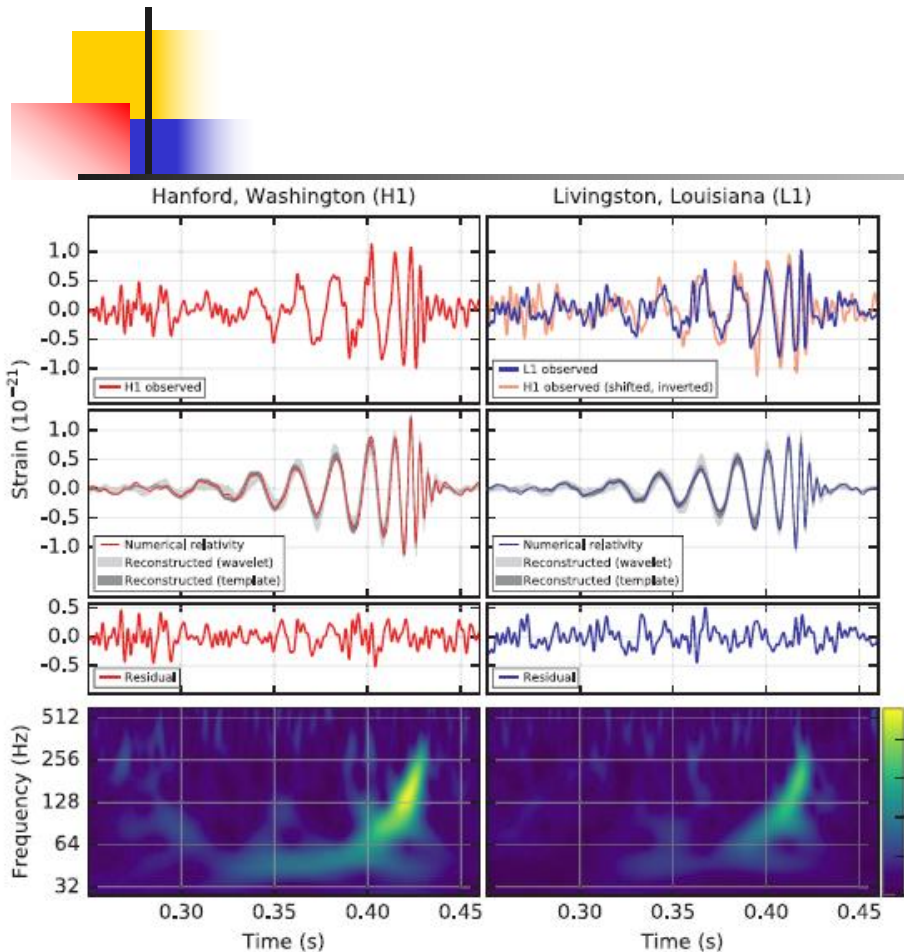 Hanford, Washington (H1)
Livingston, Louisiana (L1)
Strain (10⁻²¹)
1.0
0.5
0.0
-0.5
-1.0
H1 observed
L1 observed
H1 observed (shifted, inverted)
1.0
0.5
0.0
-0.5
-1.0
Numerical relativity
Reconstructed (wavelet)
Reconstructed (template)
Numerical relativity
Reconstructed (wavelet)
Reconstructed (template)
0.5
0.0
-0.5
Residual
Residual
Frequency (Hz)
512
256
128
64
32
0.30 0.35 0.40 0.45
0.30 0.35 0.40 0.45
Time (s)
Time (s)